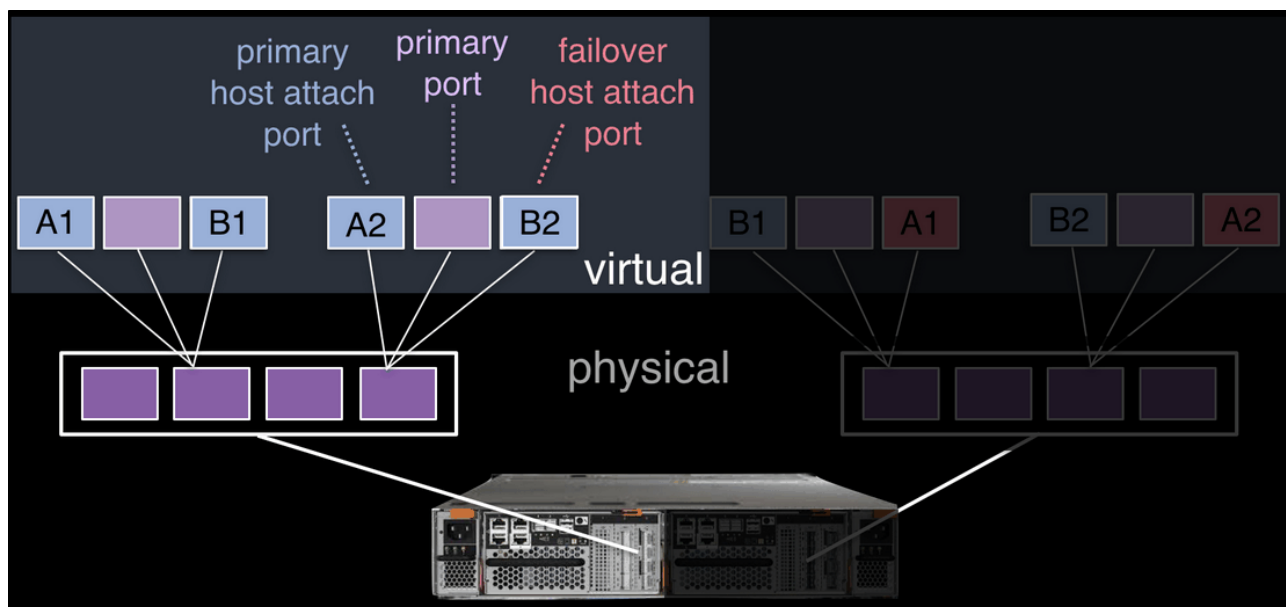 primary
host attach
port
primary
port
failover
host attach
port
A1
B1
A2
B2
B1
A1
B2
A2
virtual
physical